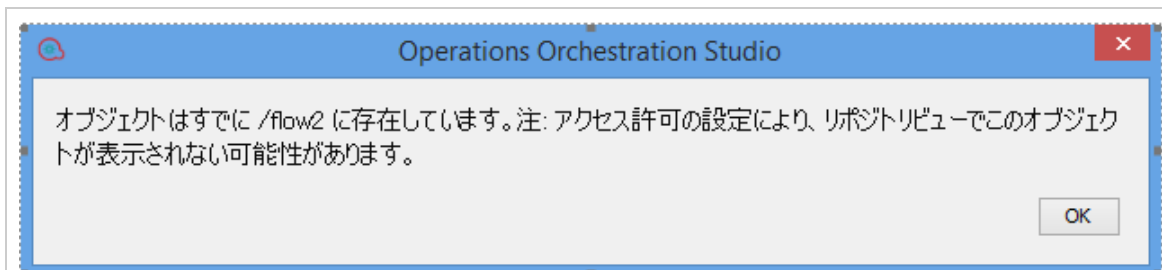 Operations Orchestration Studio
オブジェクトはすでに /flow2 に存在しています。注: アクセス許可の設定により、リポジトリビューでこのオブジェク
トが表示されない可能性があります。
OK